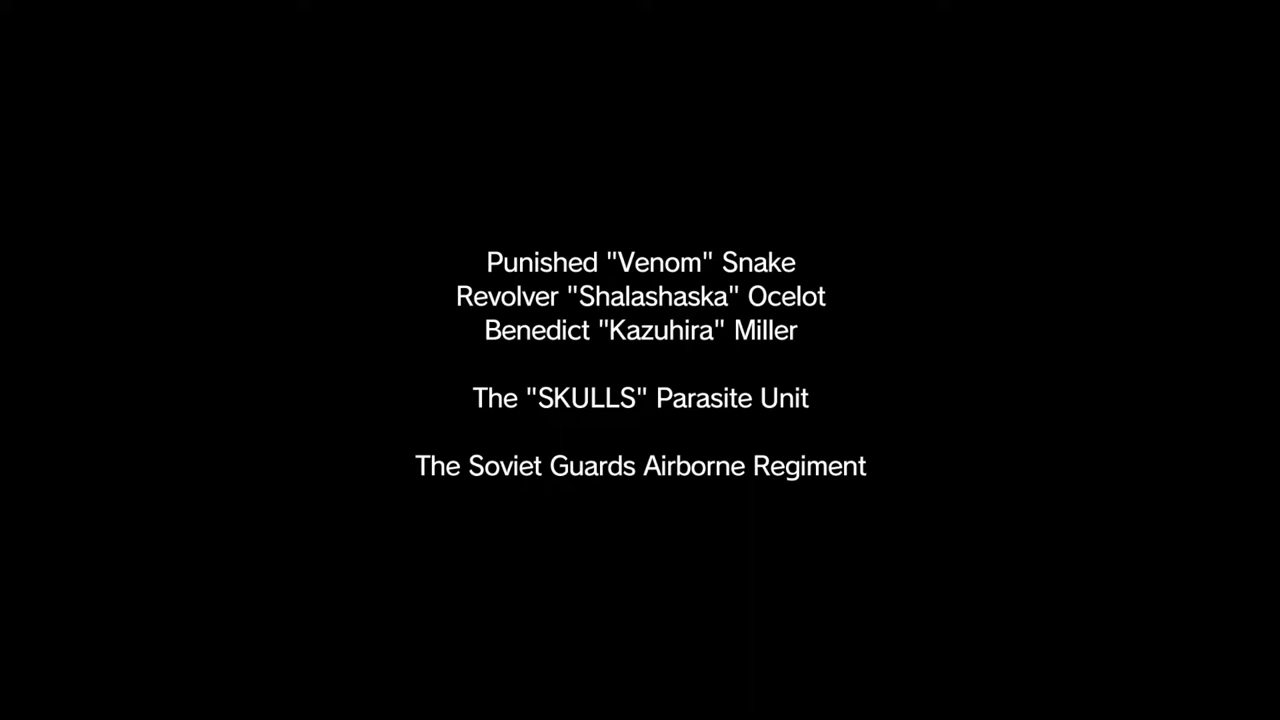 Punished "Venom" Snake
Revolver "Shalashaska" Ocelot
Benedict "Kazuhira" Miller
The "SKULLS" Parasite Unit
The Soviet Guards Airborne Regiment